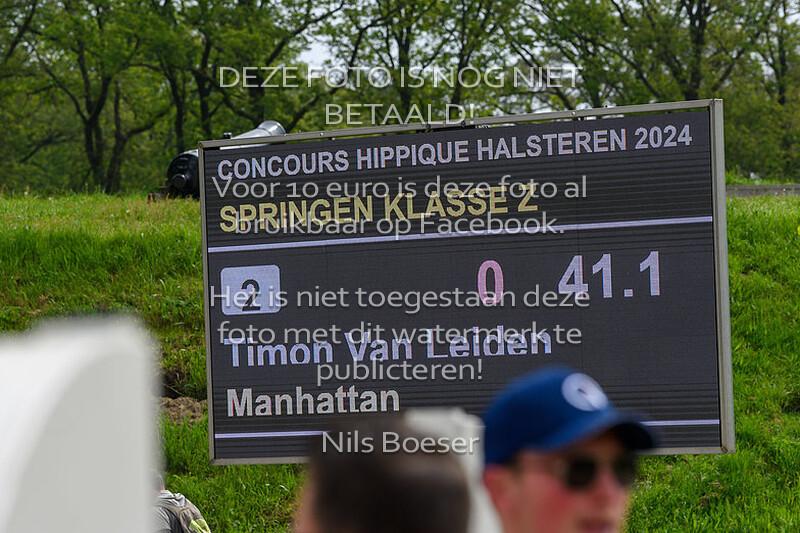 DEZE FOTO IS NOG NIET
BETAALD!
CONCOURS HIPPIQUE HALSTEREN 2024
Voor 10 euro is deze foto al
SPRINGEN KLASSE 2
bruikbaar op Facebook.
2 0 41.1
Het is niet toegestaan deze
foto met dit watermerk te
Timon Van Leiden
publiceren!
Manhattan
Nils Boeser